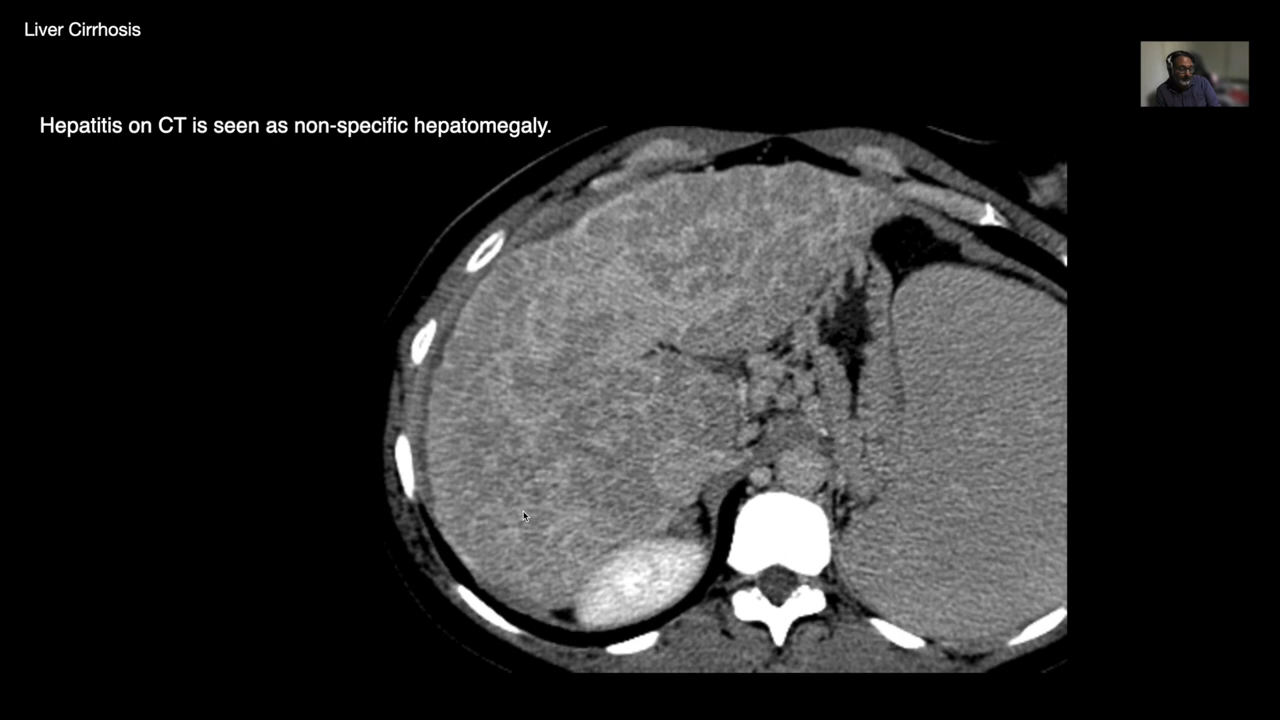 Liver Cirrhosis
Hepatitis on CT is seen as non-specific hepatomegaly.